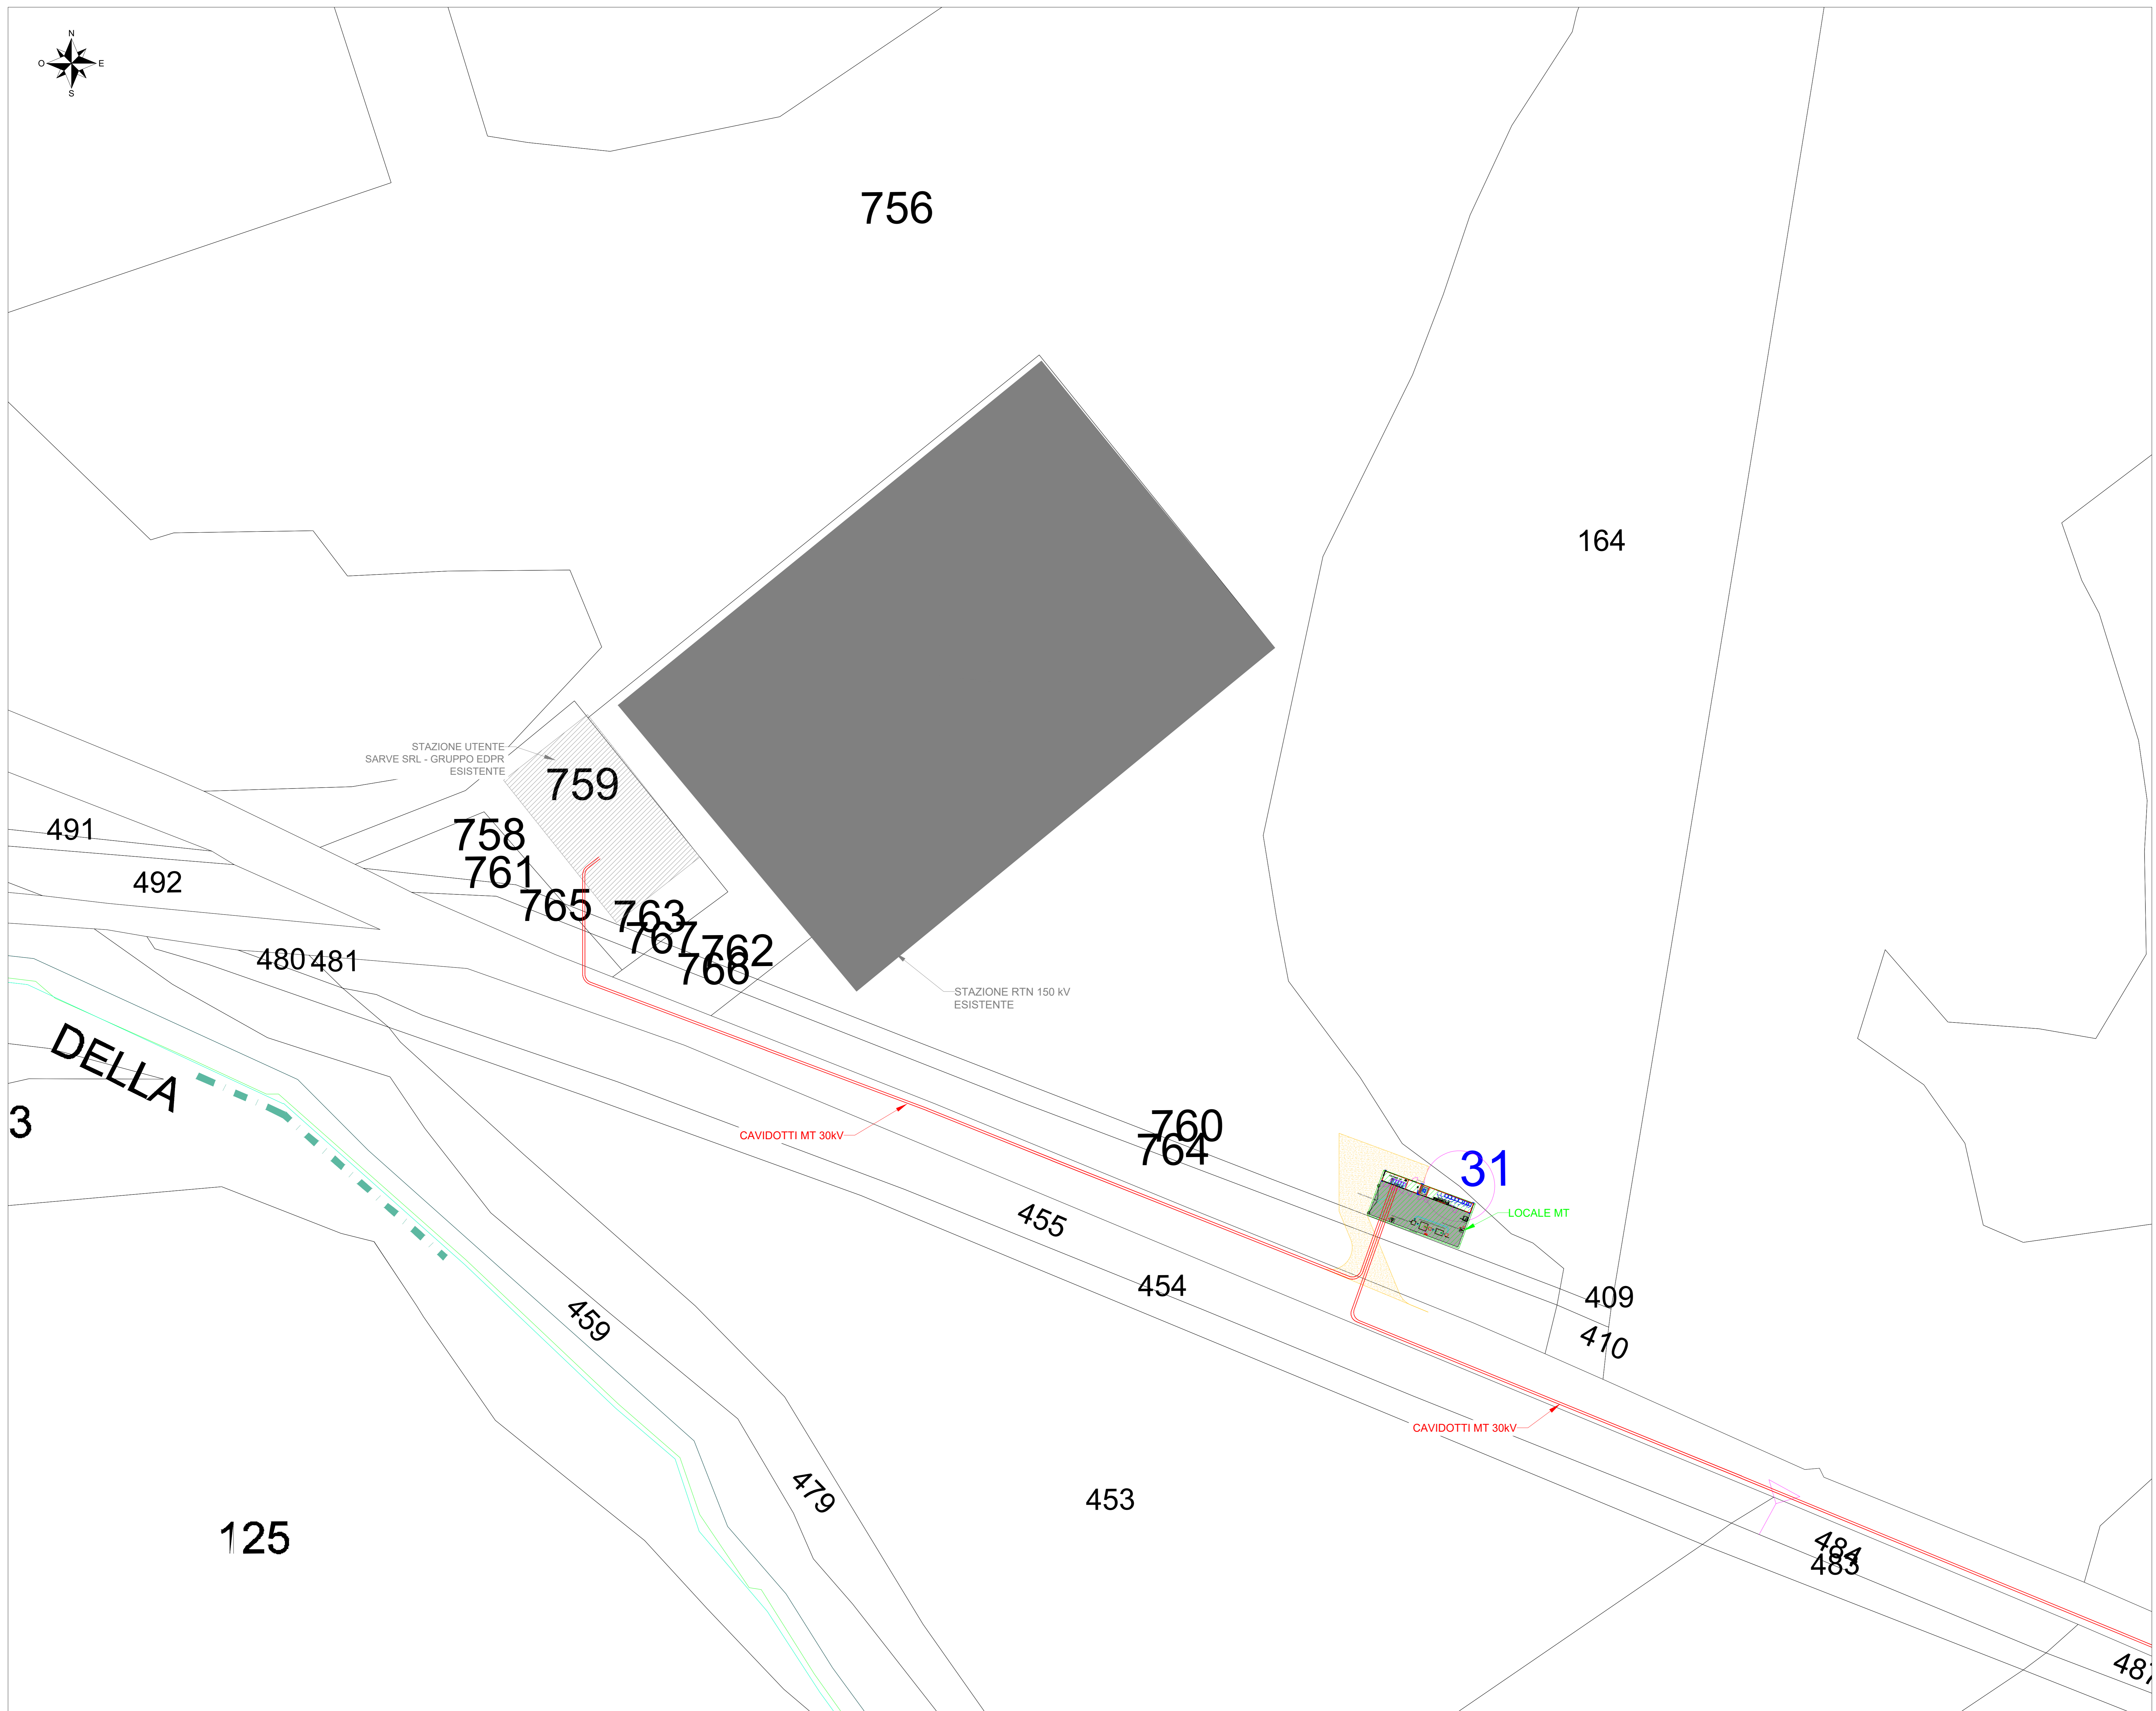 N
O
E
S
756
164
STAZIONE UTENTE
SARVE SRL - GRUPPO EDPR
ESISTENTE
759
758
491
761
492
765
763
767
762
766
480
481
STAZIONE RTN 150 kV
ESISTENTE
DELLA
3
CAVIDOTTI MT 30kV
760
764
31
LOCALE MT
455
454
409
410
459
CAVIDOTTI MT 30kV
479
453
125
484
483
487